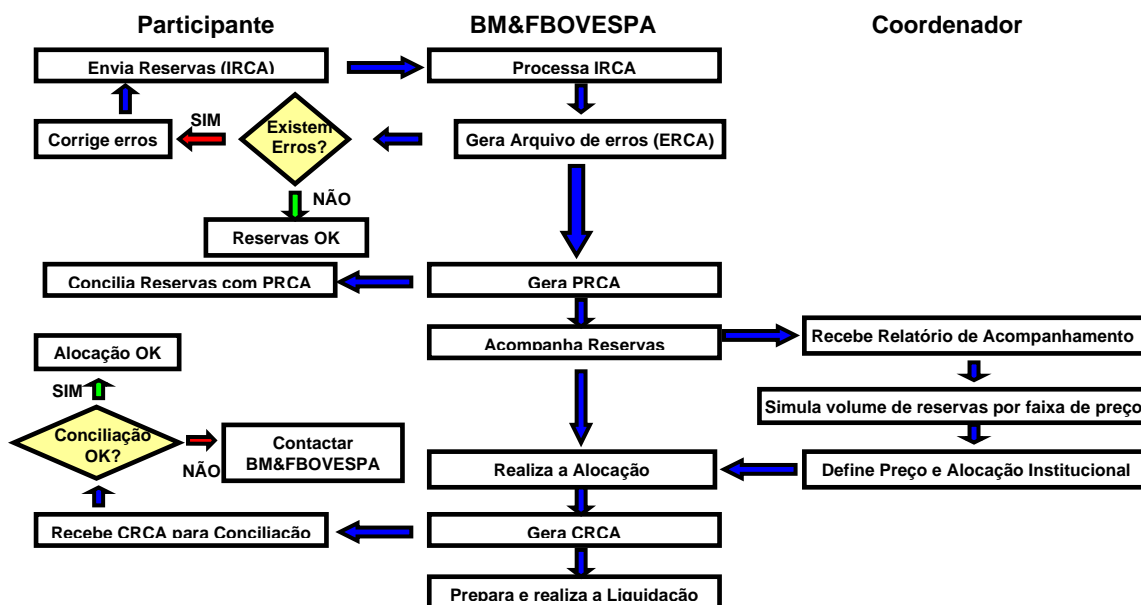 Participante
BM&FBOVESPA
Coordenador
Envia Reservas (IRCA)
Processa IRCA
SIM
Existem
Erros?
Corrige erros
Gera Arquivo de erros (ERCA)
NÃO
Reservas OK
Concilia Reservas com PRCA
Gera PRCA
Acompanha Reservas
Recebe Relatório de Acompanhamento
Alocação OK
SIM
Simula volume de reservas por faixa de preço
Conciliação
OK?
NÃO
Contactar
BM&FBOVESPA
Realiza a Alocação
Define Preço e Alocação Institucional
Recebe CRCA para Conciliação
Gera CRCA
Prepara e realiza a Liquidação